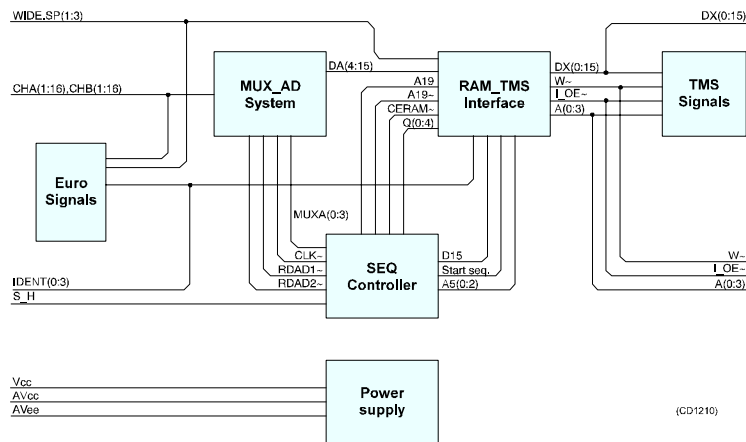 WIDE.SP(1:3)
DX(0:15)
DA(4:15)
DX(0:15)
MUX_AD
System
RAM_TMS
Interface
TMS
Signals
A19
W~
CHA(1:16),CHB(1:16)
A19~
I_OE~
CERAM~
A(0:3)
Q(0:4)
Euro
Signals
MUXA(0:3)
CLK~
D15
W~
SEQ
Controller
RDAD1~
Start seq.
I_OE~
IDENT(0:3)
RDAD2~
A5(0:2)
A(0:3)
S_H
Vcc
AVcc
AVee
Power
supply
(CD1210)